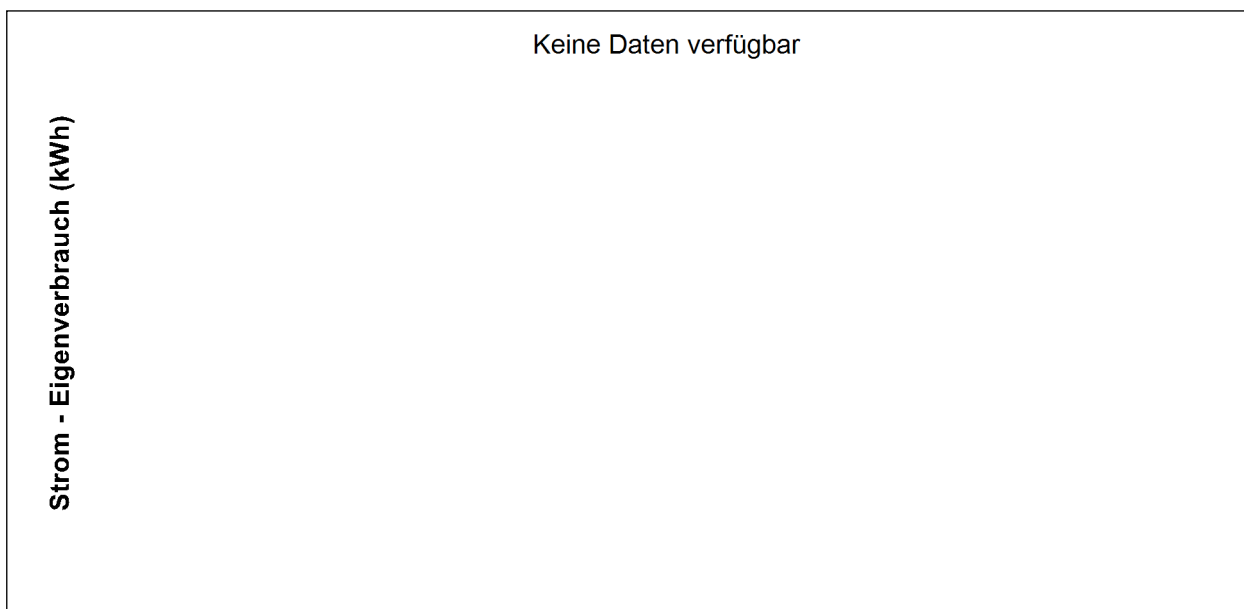 Keine Daten verfügbar
Strom - Eigenverbrauch (kWh)